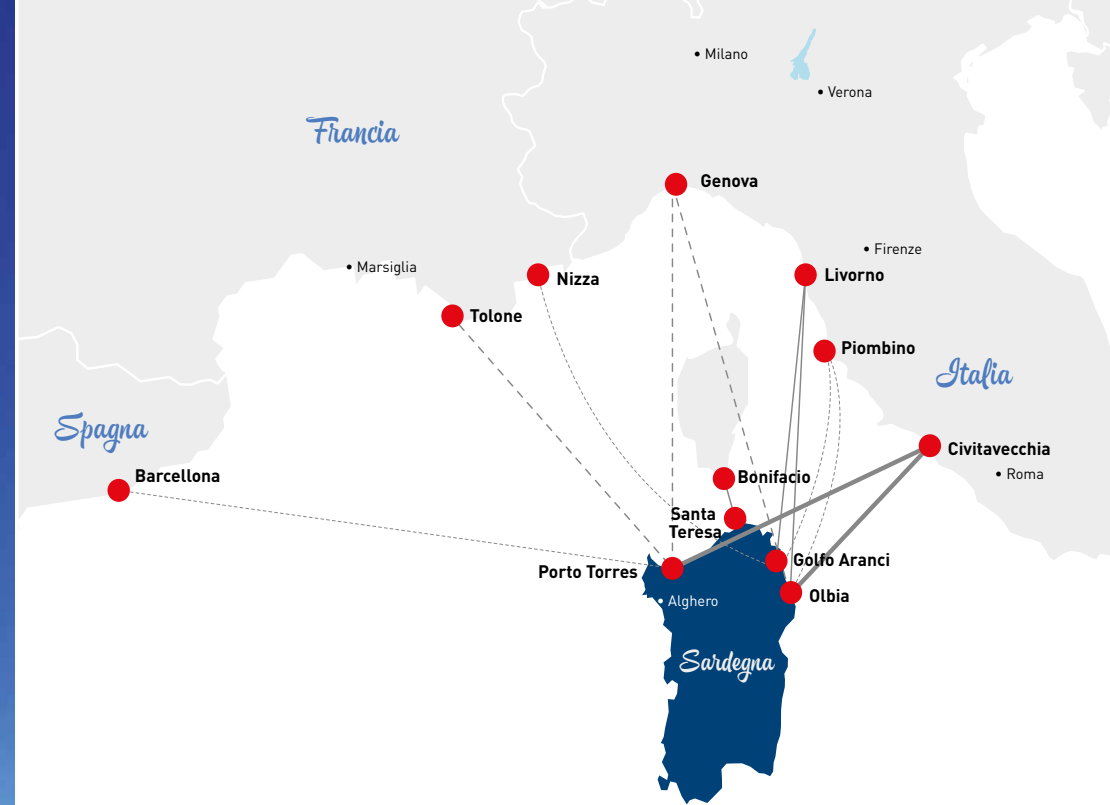 Milano
Verona
Francia
Genova
Firenze
Marsiglia
Nizza
Livorno
Tolone
Piombino
Italia
Spagna
Civitavecchia
Barcellona
Bonifacio
Roma
Santa
Teresa
Golfo Aranci
Porto Torres
Olbia
Alghero
Sardegna